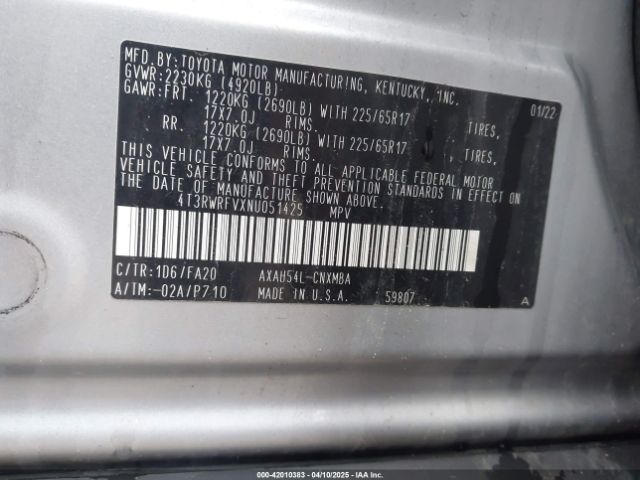 MFD. BY: TOYOTA MOTOR MANUFACTURING, KENTUCKY, INC.
GVWR: 2230KG (4920LB) 01/22
GAWR: FRT. 1220KG (2690LB) WITH 225/65R17 TIRES,
17X7.0J RIMS.
RR. 1220KG (2690LB) WITH 225/65R17 TIRES,
17X7.0J RIMS.
THIS VEHICLE CONFORMS TO ALL APPLICABLE FEDERAL MOTOR
VEHICLE SAFETY AND THEFT PREVENTION STANDARDS IN EFFECT ON
THE DATE OF MANUFACTURE SHOWN ABOVE.
4T3RWRFVXNU051425 MPV
C/TR: 1D6/FA20 AXAH54L-CNXMBA
A/TM: -02A/P710 MADE IN U.S.A. 59807 A
000-42010383 - 04/10/2025 - IAA Inc.